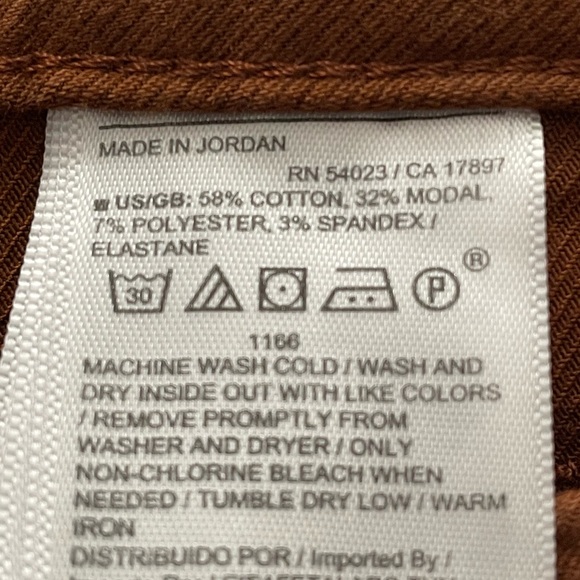 MADE IN JORDAN
RN 54023 / CA 17897
US/GB: 58% COTTON, 32% MODAL,
7% POLYESTER, 3% SPANDEX /
ELASTANE
30 P ®
1166
MACHINE WASH COLD / WASH AND
DRY INSIDE OUT WITH LIKE COLORS
/ REMOVE PROMPTLY FROM
WASHER AND DRYER / ONLY
NON-CHLORINE BLEACH WHEN
NEEDED / TUMBLE DRY LOW / WARM
IRON
DISTRIBUIDO POR / Imported By /